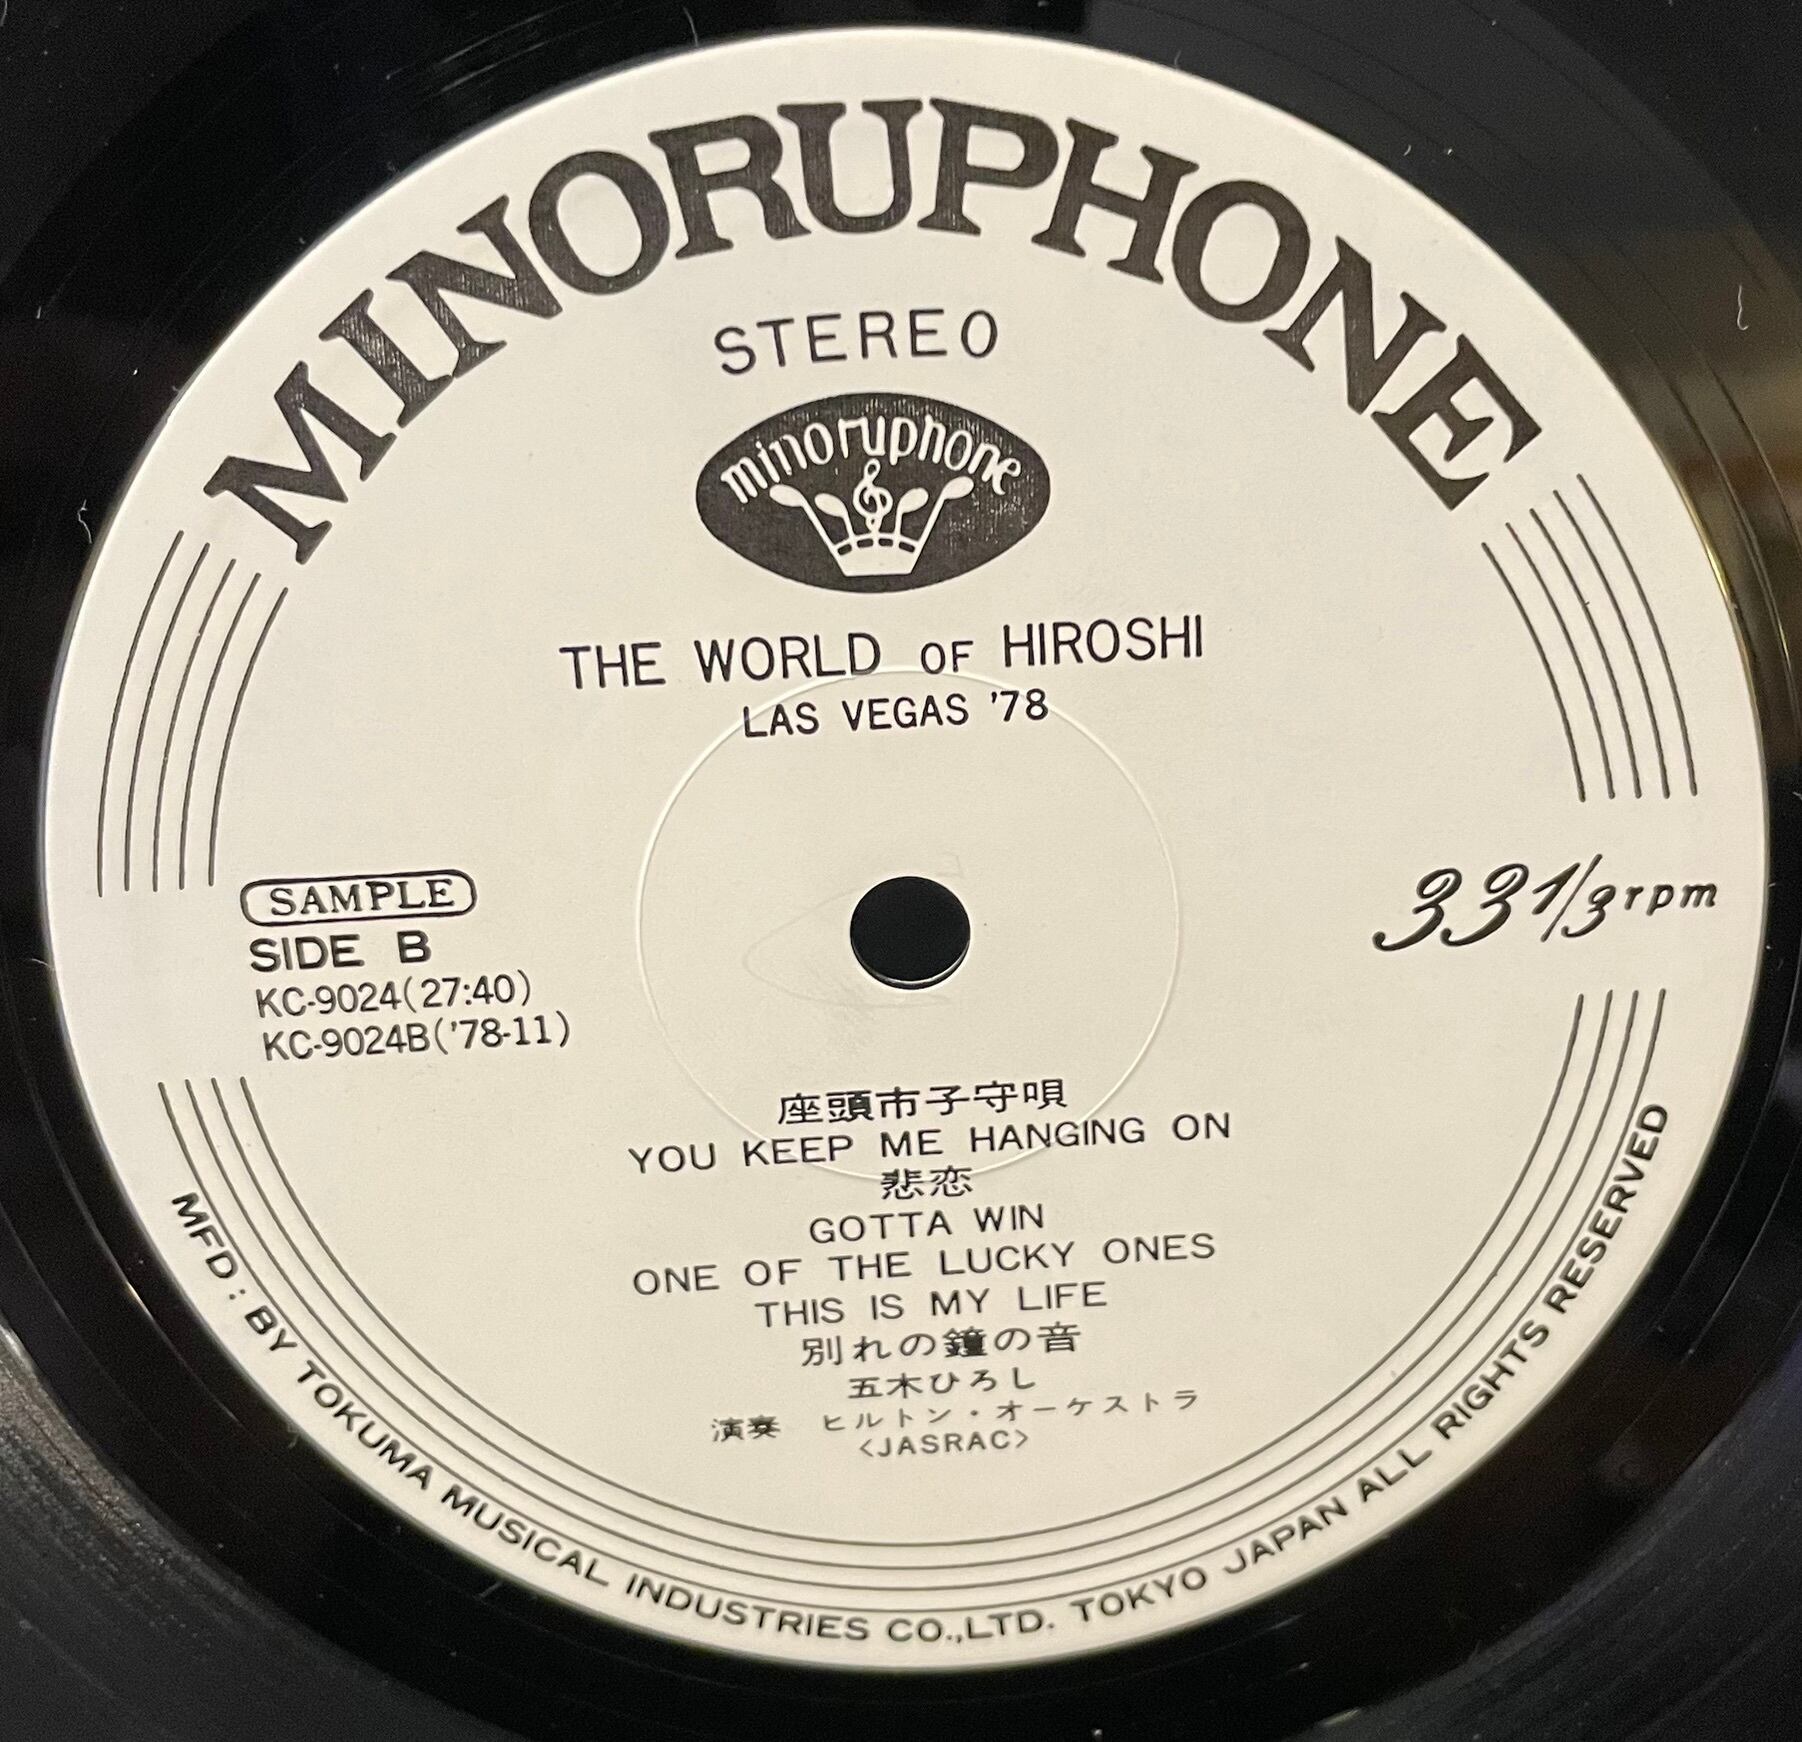 MINORUPHONE
STEREO
minoruphone
THE WORLD OF HIROSHI
LAS VEGAS '78
SAMPLE
SIDE B
KC-9024(27:40)
KC-9024B('78-11)
33 1/3 rpm
座頭市子守唄
YOU KEEP ME HANGING ON
悲恋
GOTTA WIN
ONE OF THE LUCKY ONES
THIS IS MY LIFE
別れの鐘の音
五木ひろし
演奏 ヒルトン・オーケストラ
<JASRAC>
MFD: BY TOKUMA MUSICAL INDUSTRIES CO.,LTD. TOKYO JAPAN ALL RIGHTS RESERVED